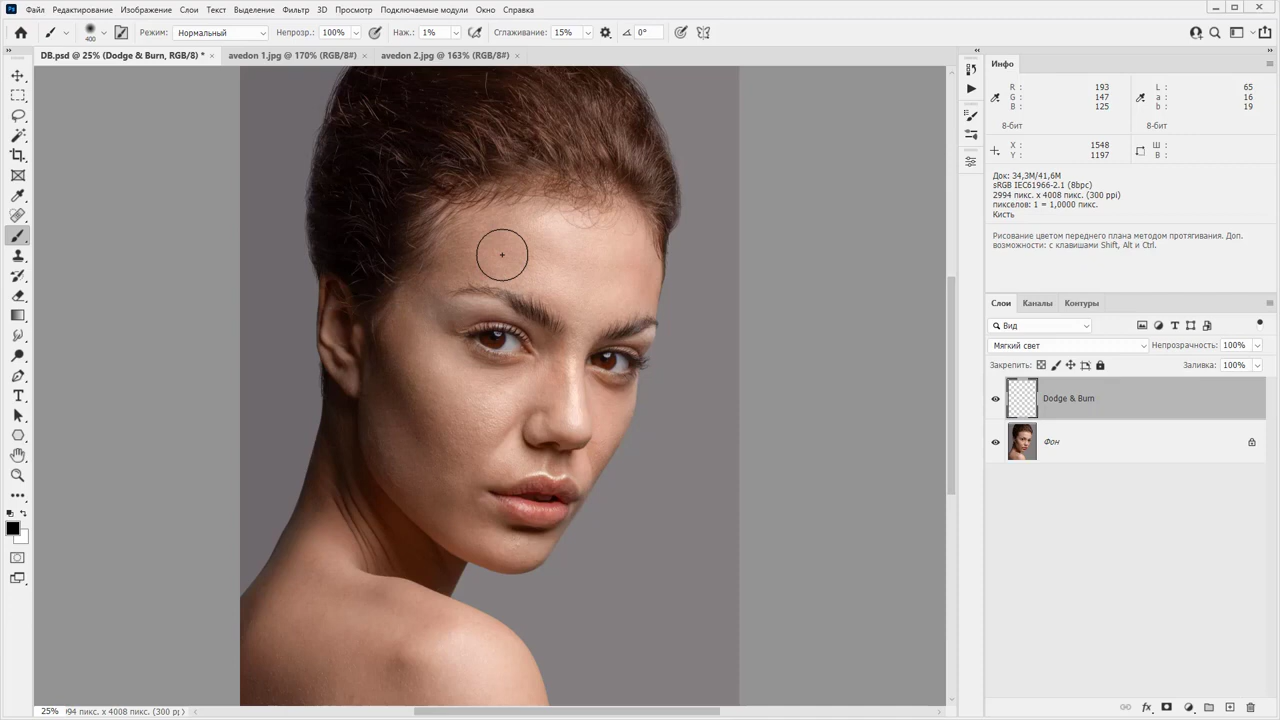 Ps Файл Редактирование Изображение Слои Текст Выделение Фильтр 3D Просмотр Подключаемые модули Окно Справка
400 Режим: Нормальный Непрозр.: 100% Наж.: 1% Сглаживание: 15% 0°
DB.psd @ 25% (Dodge & Burn, RGB/8) * × avedon 1.jpg @ 170% (RGB/8#) × avedon 2.jpg @ 163% (RGB/8#) ×
Инфо
R : 193 L : 65
G : 147 a : 16
B : 125 b : 19
8-бит 8-бит
X : 1548 Ш :
Y : 1197 В :
Док: 34,3M/41,6M
sRGB IEC61966-2.1 (8bpc)
2994 пикс. x 4008 пикс. (300 ppi)
пикселов: 1 = 1,0000 пикс.
Кисть
Рисование цветом переднего плана методом протягивания. Доп.
возможности: с клавишами Shift, Alt и Ctrl.
Слои Каналы Контуры
Вид
Мягкий свет Непрозрачность: 100%
Закрепить: Заливка: 100%
Dodge & Burn
Фон
25% 94 пикс. x 4008 пикс. (300 pp